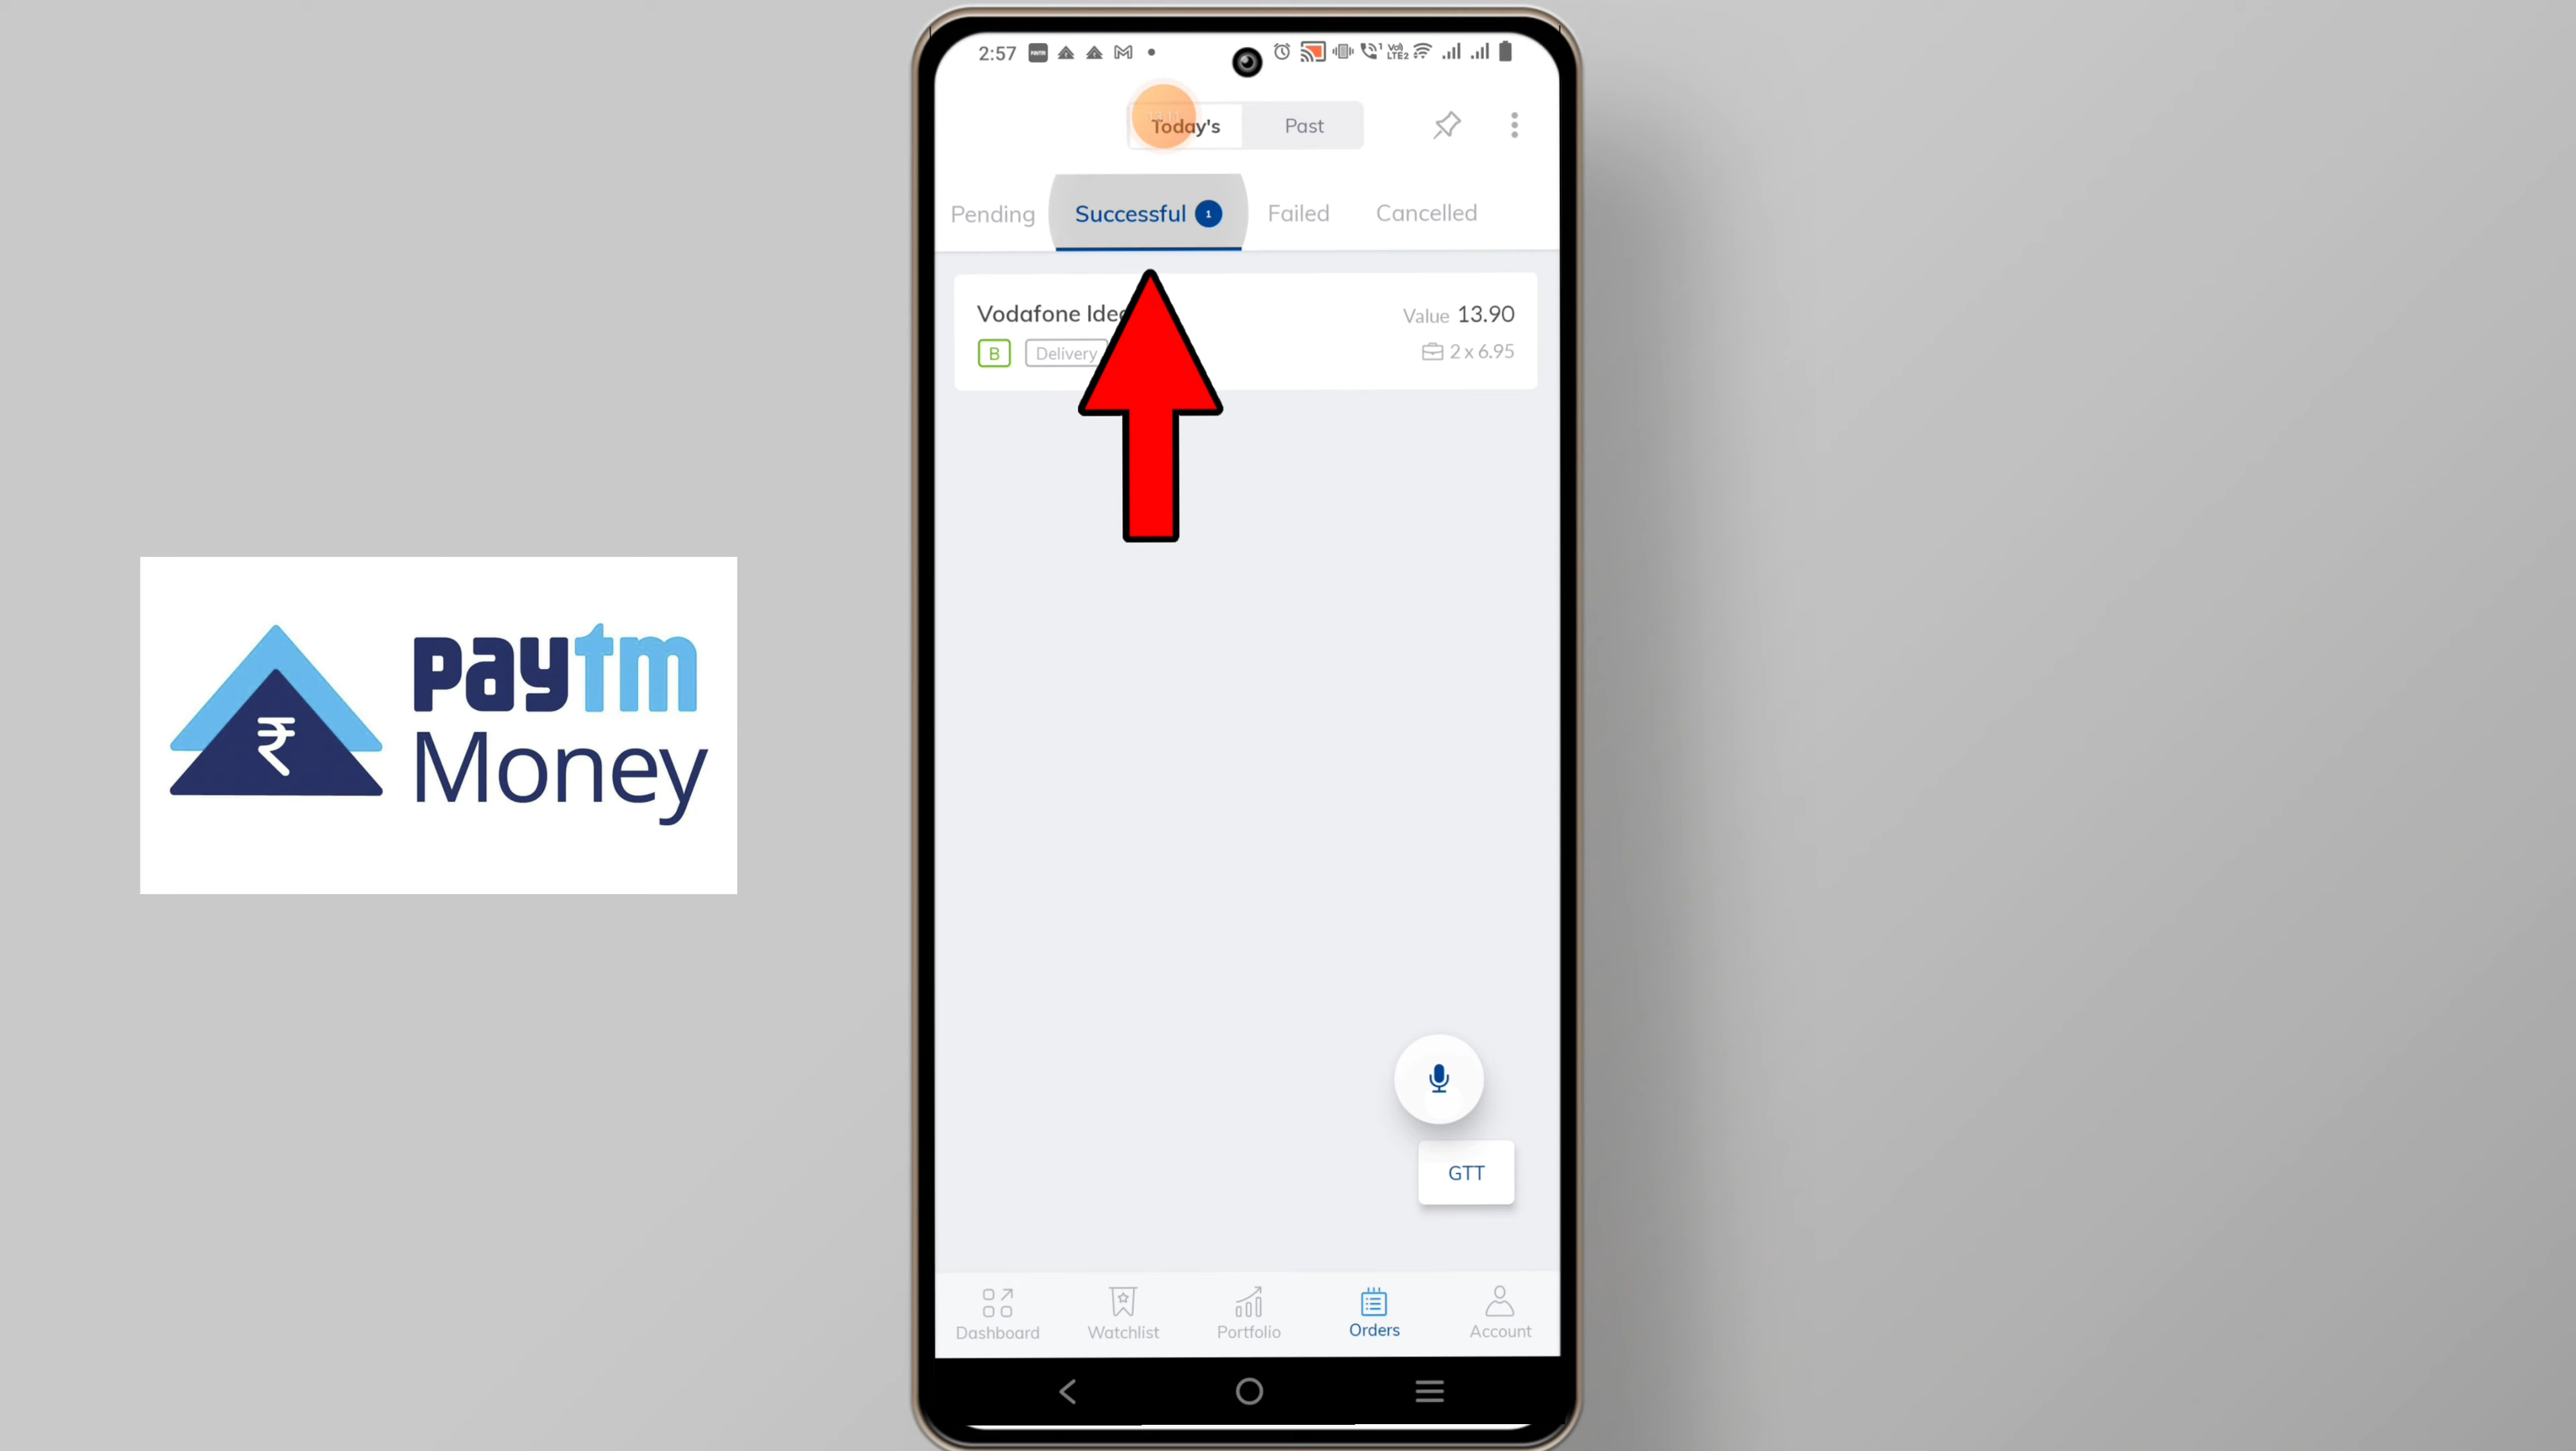 2:57
Today's
Past
Pending
Successful 1
Failed
Cancelled
Vodafone Idea
Value 13.90
B
Delivery
2 x 6.95
GTT
Dashboard
Watchlist
Portfolio
Orders
Account
₹
paytm
Money